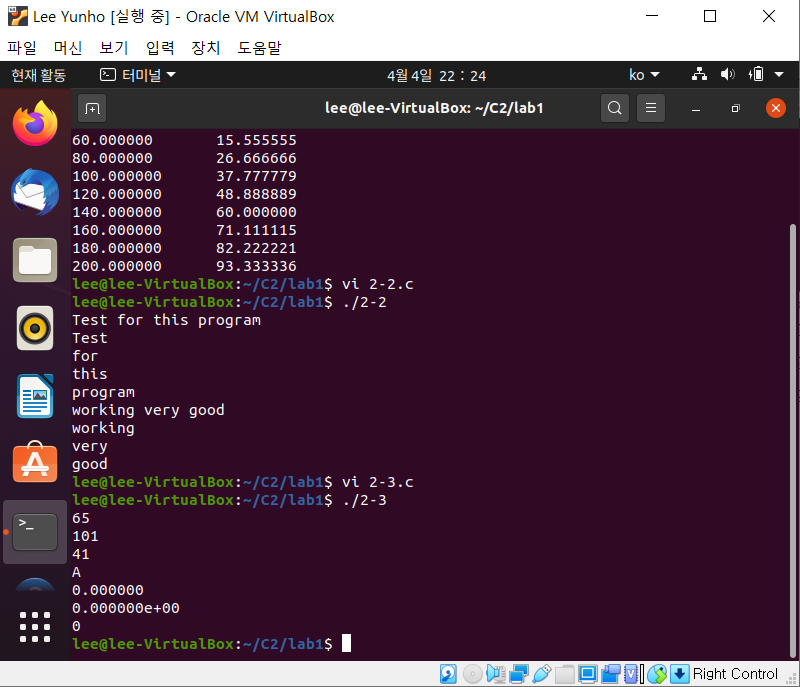 Lee Yunho [실행 중] - Oracle VM VirtualBox
파일 머신 보기 입력 장치 도움말
현재 활동 터미널 4월 4일 22 : 24 ko
lee@lee-VirtualBox: ~/C2/lab1
60.000000 15.555555
80.000000 26.666666
100.000000 37.777779
120.000000 48.888889
140.000000 60.000000
160.000000 71.111115
180.000000 82.222221
200.000000 93.333336
lee@lee-VirtualBox:~/C2/lab1$ vi 2-2.c
lee@lee-VirtualBox:~/C2/lab1$ ./2-2
Test for this program
Test
for
this
program
working very good
working
very
good
lee@lee-VirtualBox:~/C2/lab1$ vi 2-3.c
lee@lee-VirtualBox:~/C2/lab1$ ./2-3
65
101
41
A
0.000000
0.000000e+00
0
lee@lee-VirtualBox:~/C2/lab1$
Right Control